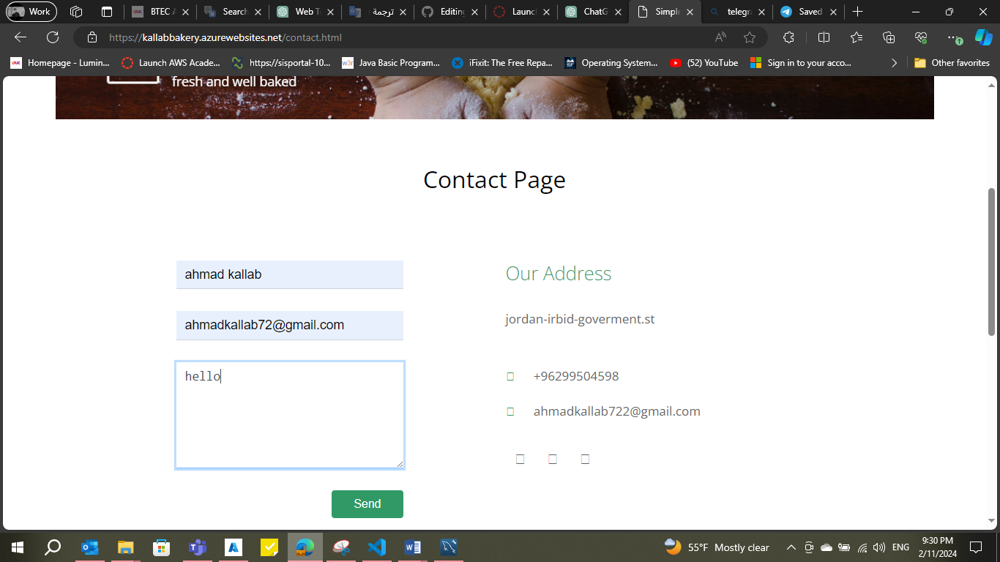 Work
BTEC A
Search
Web T
ترجمة
Editing
Launc
ChatG
Simple
telegra
Saved
https://kallabbakery.azurewebsites.net/contact.html
Homepage - Lumin...
Launch AWS Acade...
https://sisportal-10...
w3r
Java Basic Program...
iFixit: The Free Repa...
Operating System...
(52) YouTube
Sign in to your acco...
Other favorites
fresh and well baked
Contact Page
ahmad kallab
ahmadkallab72@gmail.com
hello
Send
Our Address
jordan-irbid-goverment.st
+96299504598
ahmadkallab722@gmail.com
55°F Mostly clear
ENG
9:30 PM
2/11/2024